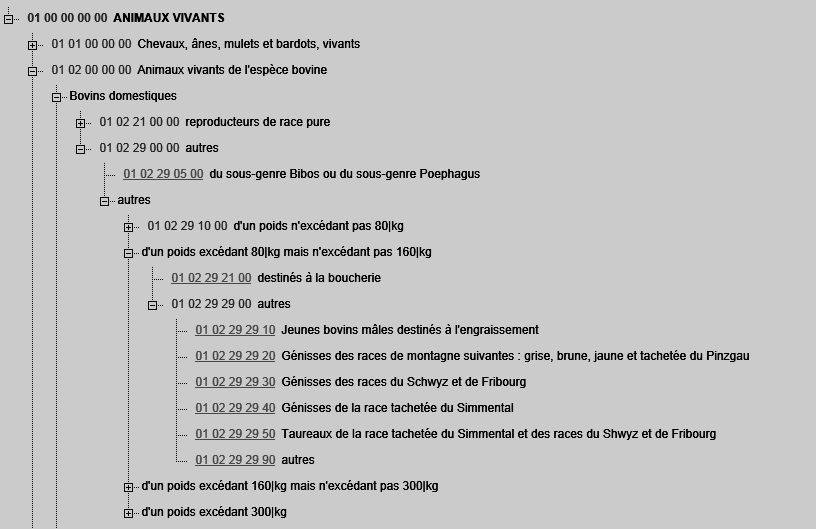 01 00 00 00 00 ANIMAUX VIVANTS
01 01 00 00 00 Chevaux, ânes, mulets et bardots, vivants
01 02 00 00 00 Animaux vivants de l'espèce bovine
Bovins domestiques
01 02 21 00 00 reproducteurs de race pure
01 02 29 00 00 autres
01 02 29 05 00 du sous-genre Bibos ou du sous-genre Poephagus
autres
01 02 29 10 00 d'un poids n'excédant pas 80|kg
d'un poids excédant 80|kg mais n'excédant pas 160|kg
01 02 29 21 00 destinés à la boucherie
01 02 29 29 00 autres
01 02 29 29 10 Jeunes bovins mâles destinés à l'engraissement
01 02 29 29 20 Génisses des races de montagne suivantes : grise, brune, jaune et tachetée du Pinzgau
01 02 29 29 30 Génisses des races du Schwyz et de Fribourg
01 02 29 29 40 Génisses de la race tachetée du Simmental
01 02 29 29 50 Taureaux de la race tachetée du Simmental et des races du Shwyz et de Fribourg
01 02 29 29 90 autres
d'un poids excédant 160|kg mais n'excédant pas 300|kg
d'un poids excédant 300|kg